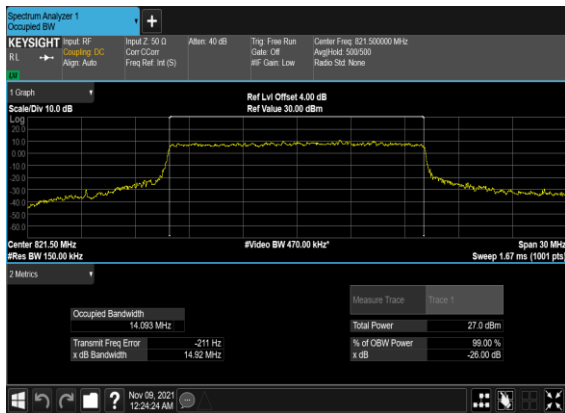 Spectrum Analyzer 1
Occupied BW
+
KEYSIGHT
RL
Input: RF
Coupling: DC
Align: Auto
Input Z: 50 Ω
Corr CCorr
Freq Ref: Int (S)
Atten: 40 dB
Trig: Free Run
Gate: Off
#IF Gain: Low
Center Freq: 821.500000 MHz
Avg|Hold: 500/500
Radio Std: None
1 Graph
Scale/Div 10.0 dB
Ref Lvl Offset 4.00 dB
Ref Value 30.00 dBm
Log
20.0
10.0
0.00
-10.0
-20.0
-30.0
-40.0
-50.0
-60.0
Center 821.50 MHz
#Res BW 150.00 kHz
#Video BW 470.00 kHz*
Span 30 MHz
Sweep 1.67 ms (1001 pts)
2 Metrics
Measure Trace
Trace 1
Occupied Bandwidth
14.093 MHz
Total Power
27.0 dBm
Transmit Freq Error
-211 Hz
% of OBW Power
99.00 %
x dB Bandwidth
14.92 MHz
x dB
-26.00 dB
?
Nov 09, 2021
12:24:24 AM